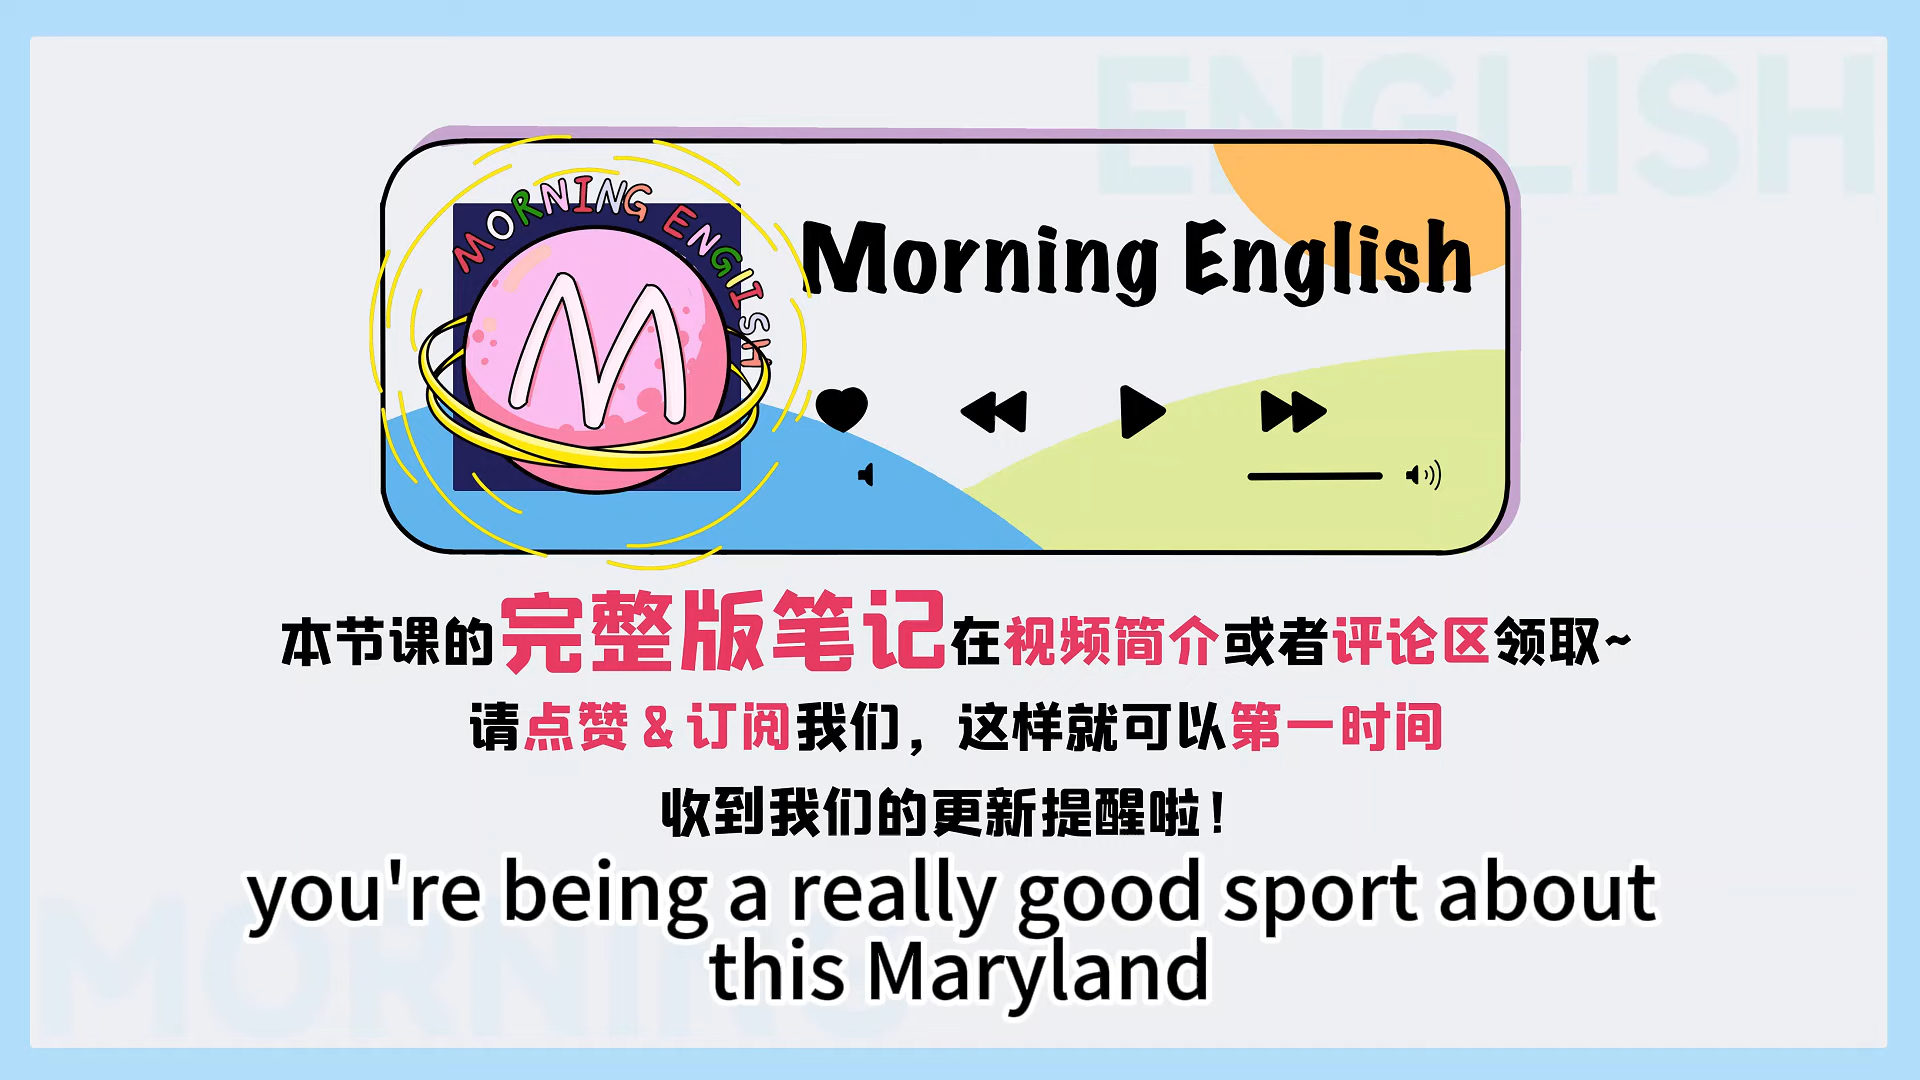 ENGLISH
MORNING ENGLISH
M
Morning English
本节课的完整版笔记在视频简介或者评论区领取~
请点赞&订阅我们，这样就可以第一时间
收到我们的更新提醒啦！
MORNING
you're being a really good sport about
this Maryland